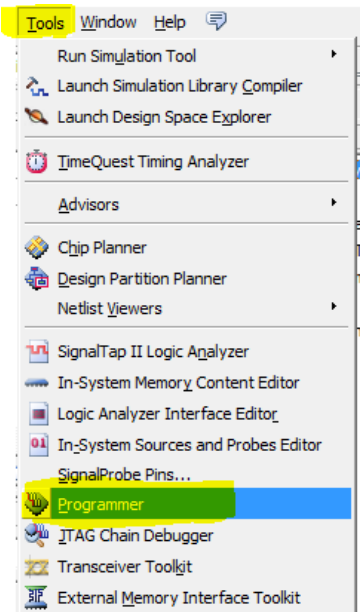 Tools Window Help
Run Simulation Tool
Launch Simulation Library Compiler
Launch Design Space Explorer
TimeQuest Timing Analyzer
Advisors
Chip Planner
Design Partition Planner
Netlist Viewers
SignalTap II Logic Analyzer
In-System Memory Content Editor
Logic Analyzer Interface Editor
In-System Sources and Probes Editor
SignalProbe Pins...
Programmer
JTAG Chain Debugger
Transceiver Toolkit
External Memory Interface Toolkit